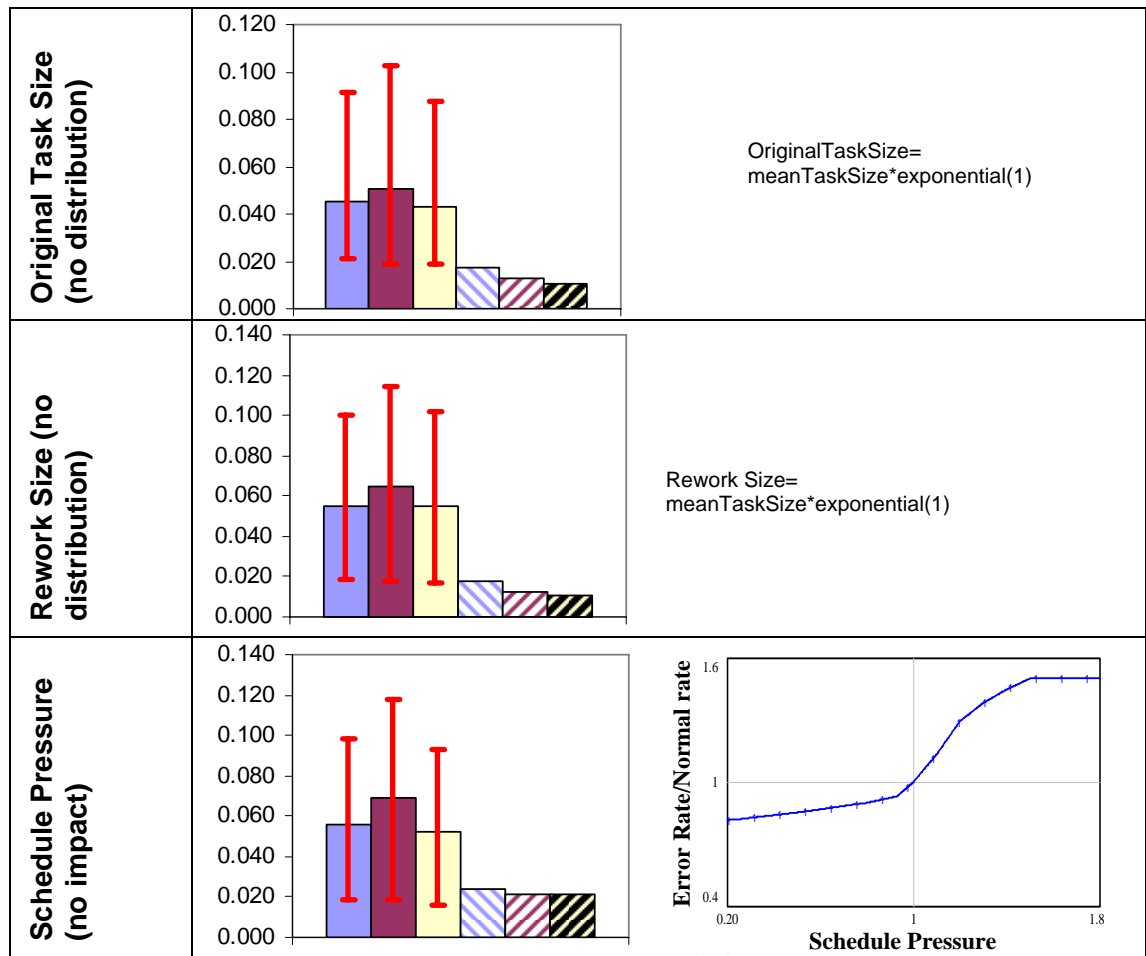 Original Task Size
(no distribution)
0.120
0.100
0.080
0.060
0.040
0.020
0.000
OriginalTaskSize=
meanTaskSize*exponential(1)
Rework Size (no
distribution)
0.140
0.120
0.100
0.080
0.060
0.040
0.020
0.000
Rework Size=
meanTaskSize*exponential(1)
Schedule Pressure
(no impact)
0.140
0.120
0.100
0.080
0.060
0.040
0.020
0.000
Error Rate/Normal rate
1.6
1
0.4
0.20 1 1.8
Schedule Pressure